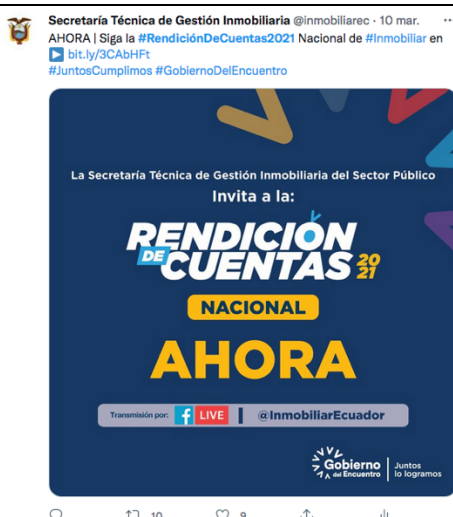 Secretaría Técnica de Gestión Inmobiliaria @inmobiliarec · 10 mar. ···
AHORA | Siga la #RendiciónDeCuentas2021 Nacional de #Inmobiliar en
▶ bit.ly/3CAbHFt
#JuntosCumplimos #GobiernoDelEncuentro
La Secretaría Técnica de Gestión Inmobiliaria del Sector Público
Invita a la:
RENDICIÓN
DE CUENTAS 2021
NACIONAL
AHORA
Transmisión por: f LIVE | @InmobiliarEcuador
Gobierno
del Encuentro
Juntos
lo logramos
10 9